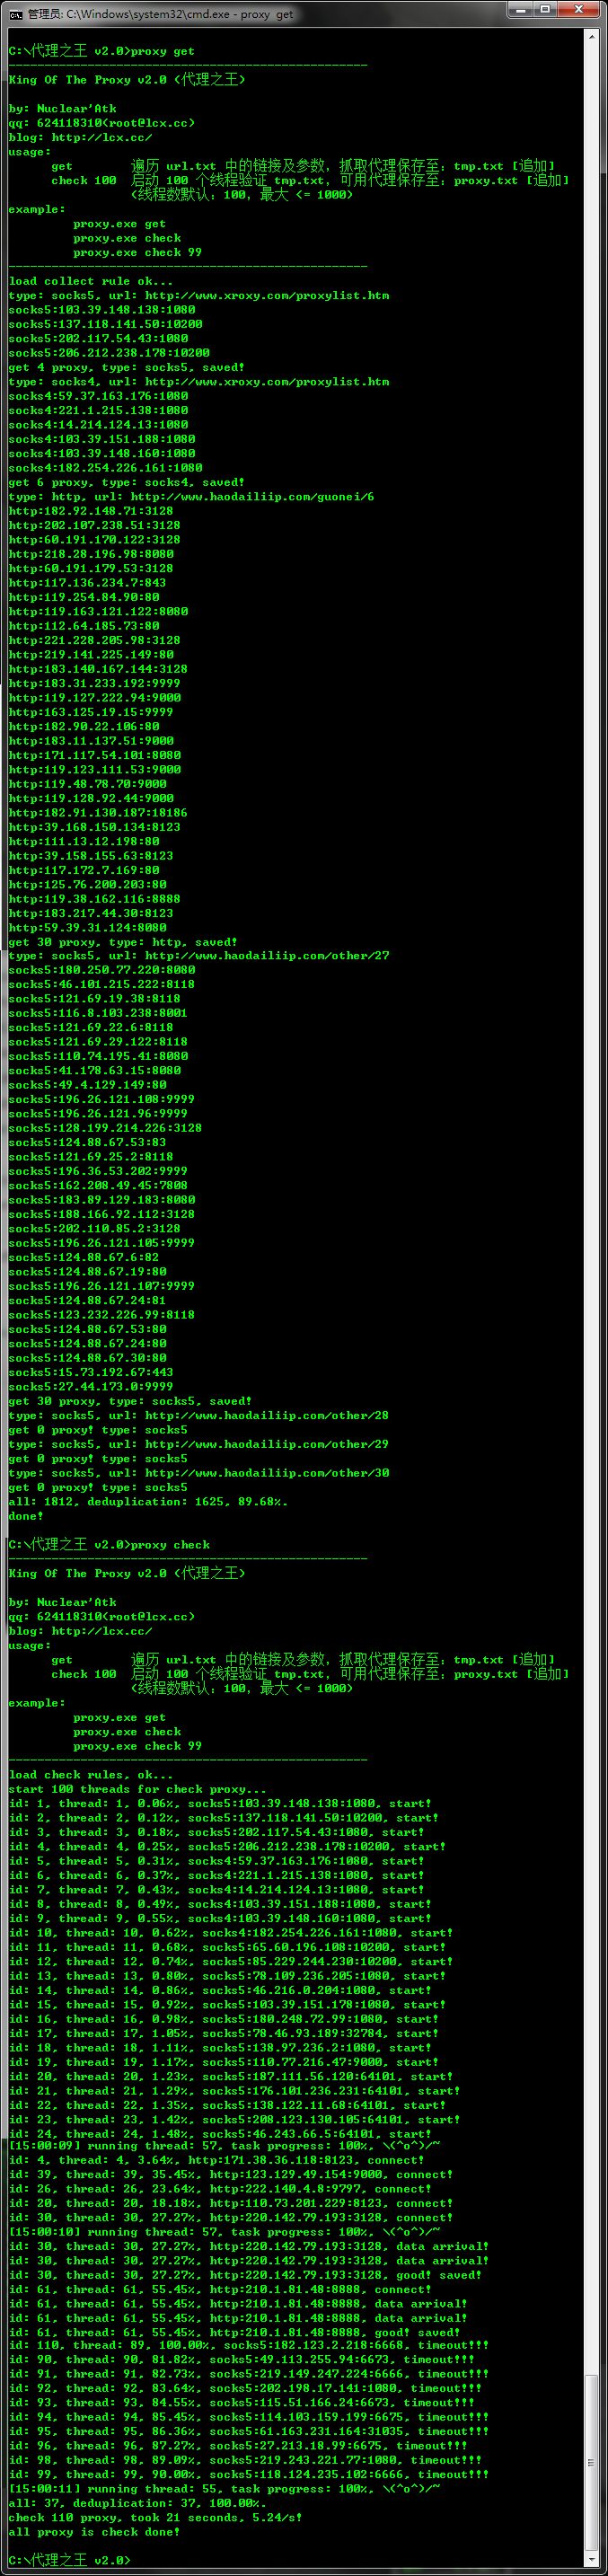 管理员: C:\Windows\system32\cmd.exe - proxy  get
C:\代理之王 v2.0>proxy get
--------------------------------------------------
King Of The Proxy v2.0 (代理之王)
by: Nuclear'Atk
qq: 624118310(root@lcx.cc)
blog: http://lcx.cc/
usage:
get        遍历 url.txt 中的链接及参数, 抓取代理保存至: tmp.txt [追加]
check 100  启动 100 个线程验证 tmp.txt, 可用代理保存至: proxy.txt [追加]
(线程数默认: 100, 最大 <= 1000)
example:
proxy.exe get
proxy.exe check
proxy.exe check 99
--------------------------------------------------
load collect rule ok...
type: socks5, url: http://www.xroxy.com/proxylist.htm
socks5:103.39.148.138:1080
socks5:137.118.141.50:10200
socks5:202.117.54.43:1080
socks5:206.212.238.178:10200
get 4 proxy, type: socks5, saved!
type: socks4, url: http://www.xroxy.com/proxylist.htm
socks4:59.37.163.176:1080
socks4:221.1.215.138:1080
socks4:14.214.124.13:1080
socks4:103.39.151.188:1080
socks4:103.39.148.160:1080
socks4:182.254.226.161:1080
get 6 proxy, type: socks4, saved!
type: http, url: http://www.haodailiip.com/guonei/6
http:182.92.148.71:3128
http:202.107.238.51:3128
http:60.191.170.122:3128
http:218.28.196.98:8080
http:60.191.179.53:3128
http:117.136.234.7:843
http:119.254.84.90:80
http:119.163.121.122:8080
http:112.64.185.73:80
http:221.228.205.98:3128
http:219.141.225.149:80
http:183.140.167.144:3128
http:183.31.233.192:9999
http:119.127.222.94:9000
http:163.125.19.15:9999
http:182.90.22.106:80
http:183.11.137.51:9000
http:171.117.54.101:8080
http:119.123.111.53:9000
http:119.48.78.70:9000
http:119.128.92.44:9000
http:182.91.130.187:18186
http:39.168.150.134:8123
http:111.13.12.198:80
http:39.158.155.63:8123
http:117.172.7.169:80
http:125.76.200.203:80
http:119.38.162.116:8888
http:183.217.44.30:8123
http:59.39.31.124:8080
get 30 proxy, type: http, saved!
type: socks5, url: http://www.haodailiip.com/other/27
socks5:180.250.77.220:8080
socks5:46.101.215.222:8118
socks5:121.69.19.38:8118
socks5:116.8.103.238:8001
socks5:121.69.22.6:8118
socks5:121.69.29.122:8118
socks5:110.74.195.41:8080
socks5:41.178.63.15:8080
socks5:49.4.129.149:80
socks5:196.26.121.108:9999
socks5:196.26.121.96:9999
socks5:128.199.214.226:3128
socks5:124.88.67.53:83
socks5:121.69.25.2:8118
socks5:196.36.53.202:9999
socks5:162.208.49.45:7808
socks5:183.89.129.183:8080
socks5:188.166.92.112:3128
socks5:202.110.85.2:3128
socks5:196.26.121.105:9999
socks5:124.88.67.6:82
socks5:124.88.67.19:80
socks5:196.26.121.107:9999
socks5:124.88.67.24:81
socks5:123.232.226.99:8118
socks5:124.88.67.53:80
socks5:124.88.67.24:80
socks5:124.88.67.30:80
socks5:15.73.192.67:443
socks5:27.44.173.0:9999
get 30 proxy, type: socks5, saved!
type: socks5, url: http://www.haodailiip.com/other/28
get 0 proxy! type: socks5
type: socks5, url: http://www.haodailiip.com/other/29
get 0 proxy! type: socks5
type: socks5, url: http://www.haodailiip.com/other/30
get 0 proxy! type: socks5
all: 1812, deduplication: 1625, 89.68%.
done!
C:\代理之王 v2.0>proxy check
--------------------------------------------------
King Of The Proxy v2.0 (代理之王)
by: Nuclear'Atk
qq: 624118310(root@lcx.cc)
blog: http://lcx.cc/
usage:
get        遍历 url.txt 中的链接及参数, 抓取代理保存至: tmp.txt [追加]
check 100  启动 100 个线程验证 tmp.txt, 可用代理保存至: proxy.txt [追加]
(线程数默认: 100, 最大 <= 1000)
example:
proxy.exe get
proxy.exe check
proxy.exe check 99
--------------------------------------------------
load check rules, ok...
start 100 threads for check proxy...
id: 1, thread: 1, 0.06%, socks5:103.39.148.138:1080, start!
id: 2, thread: 2, 0.12%, socks5:137.118.141.50:10200, start!
id: 3, thread: 3, 0.18%, socks5:202.117.54.43:1080, start!
id: 4, thread: 4, 0.25%, socks5:206.212.238.178:10200, start!
id: 5, thread: 5, 0.31%, socks4:59.37.163.176:1080, start!
id: 6, thread: 6, 0.37%, socks4:221.1.215.138:1080, start!
id: 7, thread: 7, 0.43%, socks4:14.214.124.13:1080, start!
id: 8, thread: 8, 0.49%, socks4:103.39.151.188:1080, start!
id: 9, thread: 9, 0.55%, socks4:103.39.148.160:1080, start!
id: 10, thread: 10, 0.62%, socks4:182.254.226.161:1080, start!
id: 11, thread: 11, 0.68%, socks5:65.60.196.108:10200, start!
id: 12, thread: 12, 0.74%, socks5:85.229.244.230:10200, start!
id: 13, thread: 13, 0.80%, socks5:78.109.236.205:1080, start!
id: 14, thread: 14, 0.86%, socks5:46.216.0.204:1080, start!
id: 15, thread: 15, 0.92%, socks5:103.39.151.178:1080, start!
id: 16, thread: 16, 0.98%, socks5:180.248.72.99:1080, start!
id: 17, thread: 17, 1.05%, socks5:78.46.93.189:32784, start!
id: 18, thread: 18, 1.11%, socks5:138.97.236.2:1080, start!
id: 19, thread: 19, 1.17%, socks5:110.77.216.47:9000, start!
id: 20, thread: 20, 1.23%, socks5:187.111.56.120:64101, start!
id: 21, thread: 21, 1.29%, socks5:176.101.236.231:64101, start!
id: 22, thread: 22, 1.35%, socks5:138.122.11.68:64101, start!
id: 23, thread: 23, 1.42%, socks5:208.123.130.105:64101, start!
id: 24, thread: 24, 1.48%, socks5:46.243.66.5:64101, start!
[15:00:09] running thread: 57, task progress: 100%, \(^o^)/~
id: 4, thread: 4, 3.64%, http:171.38.36.118:8123, connect!
id: 39, thread: 39, 35.45%, http:123.129.49.154:9000, connect!
id: 26, thread: 26, 23.64%, http:222.140.4.8:9797, connect!
id: 20, thread: 20, 18.18%, http:110.73.201.229:8123, connect!
id: 30, thread: 30, 27.27%, http:220.142.79.193:3128, connect!
[15:00:10] running thread: 57, task progress: 100%, \(^o^)/~
id: 30, thread: 30, 27.27%, http:220.142.79.193:3128, data arrival!
id: 30, thread: 30, 27.27%, http:220.142.79.193:3128, data arrival!
id: 30, thread: 30, 27.27%, http:220.142.79.193:3128, good! saved!
id: 61, thread: 61, 55.45%, http:210.1.81.48:8888, connect!
id: 61, thread: 61, 55.45%, http:210.1.81.48:8888, data arrival!
id: 61, thread: 61, 55.45%, http:210.1.81.48:8888, data arrival!
id: 61, thread: 61, 55.45%, http:210.1.81.48:8888, good! saved!
id: 110, thread: 89, 100.00%, socks5:182.123.2.218:6668, timeout!!!
id: 90, thread: 90, 81.82%, socks5:49.113.255.94:6673, timeout!!!
id: 91, thread: 91, 82.73%, socks5:219.149.247.224:6666, timeout!!!
id: 92, thread: 92, 83.64%, socks5:202.198.17.141:1080, timeout!!!
id: 93, thread: 93, 84.55%, socks5:115.51.166.24:6673, timeout!!!
id: 94, thread: 94, 85.45%, socks5:114.103.159.199:6675, timeout!!!
id: 95, thread: 95, 86.36%, socks5:61.163.231.164:31035, timeout!!!
id: 96, thread: 96, 87.27%, socks5:27.213.18.99:6675, timeout!!!
id: 98, thread: 98, 89.09%, socks5:219.243.221.77:1080, timeout!!!
id: 99, thread: 99, 90.00%, socks5:118.124.235.102:6666, timeout!!!
[15:00:11] running thread: 55, task progress: 100%, \(^o^)/~
all: 37, deduplication: 37, 100.00%.
check 110 proxy, took 21 seconds, 5.24/s!
all proxy is check done!
C:\代理之王 v2.0>